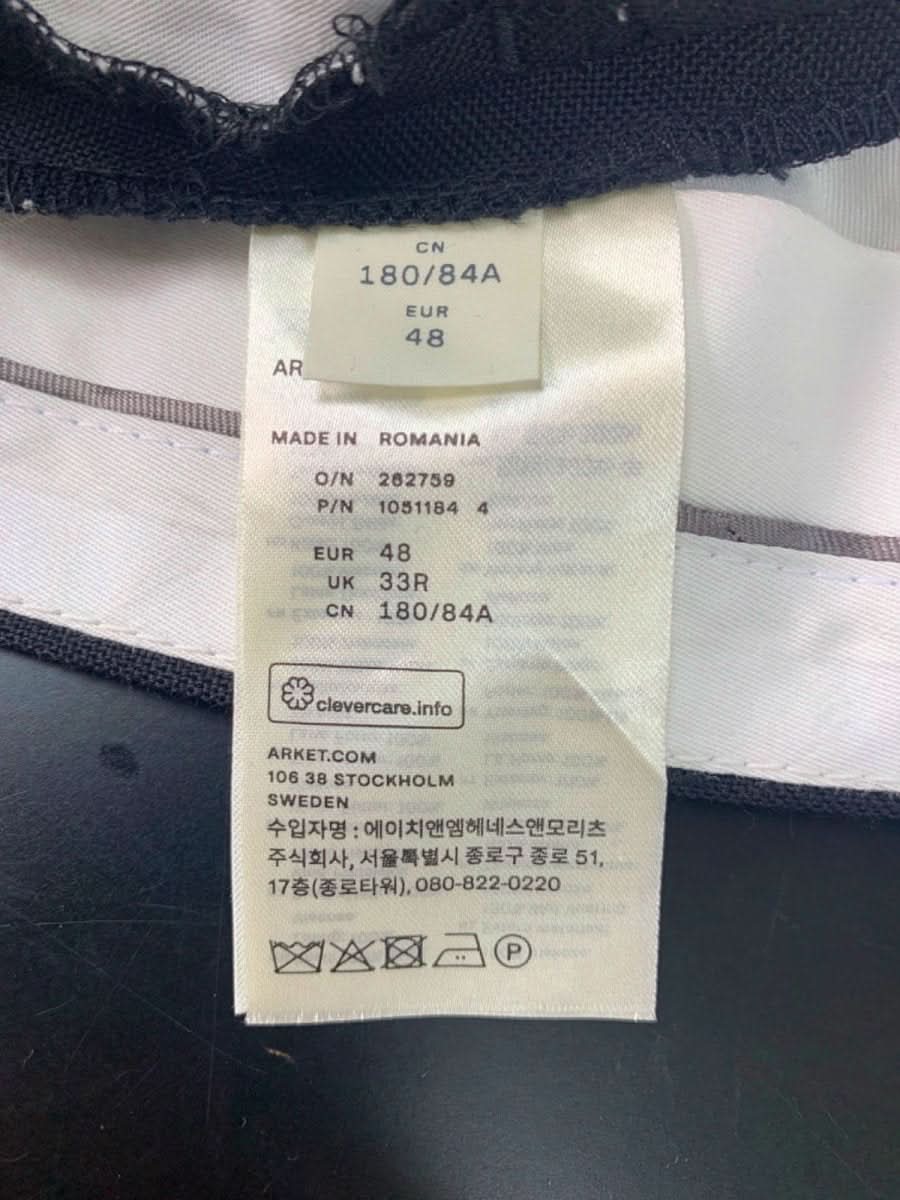 CN
180/84A
EUR
48
AR
MADE IN ROMANIA
O/N 262759
P/N 1051184 4
EUR 48
UK 33R
CN 180/84A
clevercare.info
ARKET.COM
106 38 STOCKHOLM
SWEDEN
수입자명 : 에이치앤엠헤네스앤모리츠
주식회사, 서울특별시 종로구 종로 51,
17층(종로타워), 080-822-0220
P